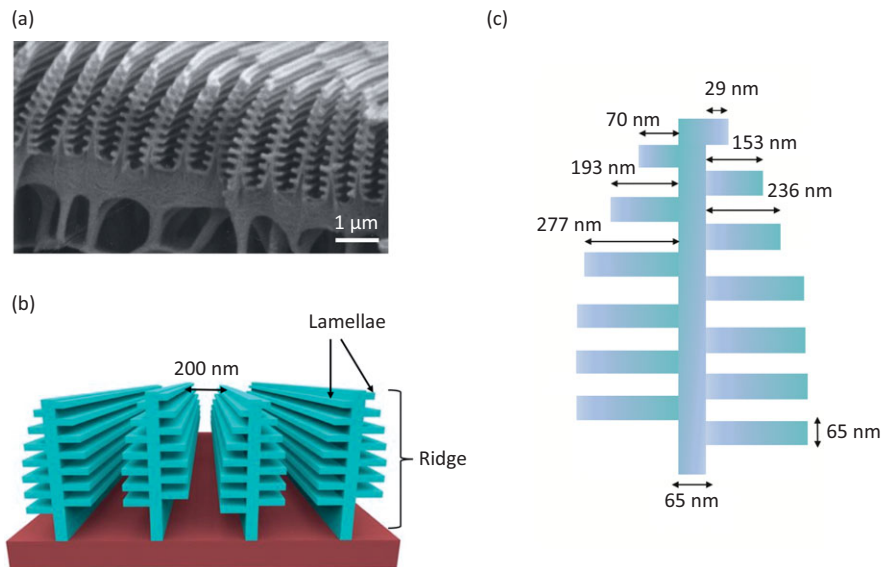 (a)
1 µm
(b)
Lamellae
200 nm
Ridge
(c)
29 nm
70 nm
153 nm
193 nm
236 nm
277 nm
65 nm
65 nm